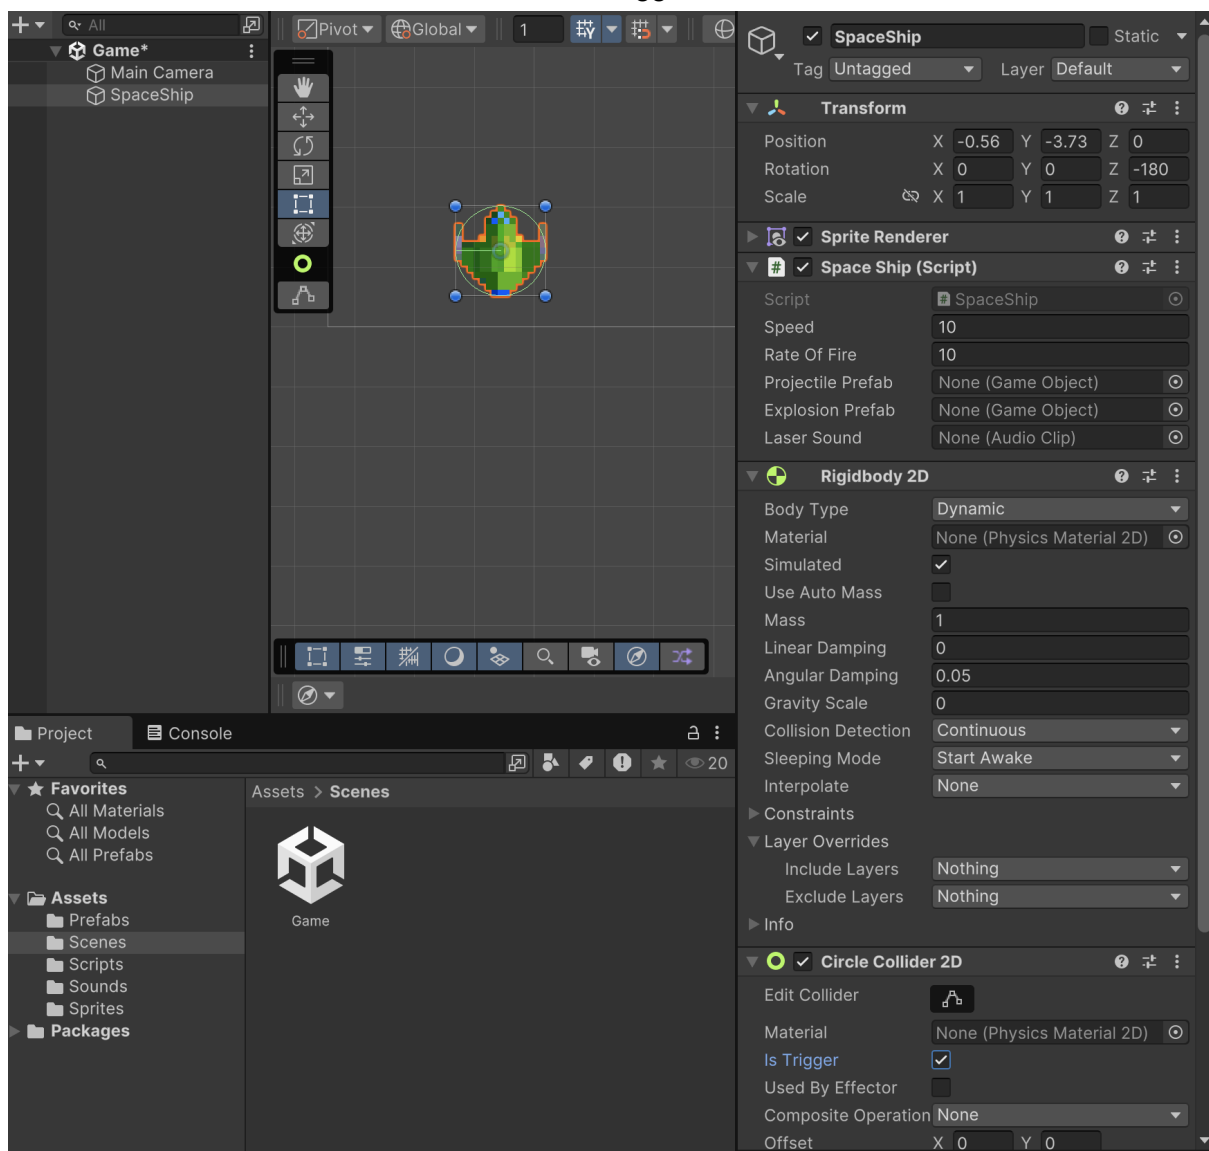 gg
All
Game*
Main Camera
SpaceShip
Pivot
Global
1
SpaceShip
Static
Tag Untagged Layer Default
Transform
Position X -0.56 Y -3.73 Z 0
Rotation X 0 Y 0 Z -180
Scale X 1 Y 1 Z 1
Sprite Renderer
# Space Ship (Script)
Script # SpaceShip
Speed 10
Rate Of Fire 10
Projectile Prefab None (Game Object)
Explosion Prefab None (Game Object)
Laser Sound None (Audio Clip)
Rigidbody 2D
Body Type Dynamic
Material None (Physics Material 2D)
Simulated
Use Auto Mass
Mass 1
Linear Damping 0
Angular Damping 0.05
Gravity Scale 0
Collision Detection Continuous
Sleeping Mode Start Awake
Interpolate None
Constraints
Layer Overrides
Include Layers Nothing
Exclude Layers Nothing
Info
Circle Collider 2D
Edit Collider
Material None (Physics Material 2D)
Is Trigger
Used By Effector
Composite Operation None
Offset X 0 Y 0
Project
Console
20
Favorites
All Materials
All Models
All Prefabs
Assets
Prefabs
Scenes
Scripts
Sounds
Sprites
Packages
Assets > Scenes
Game